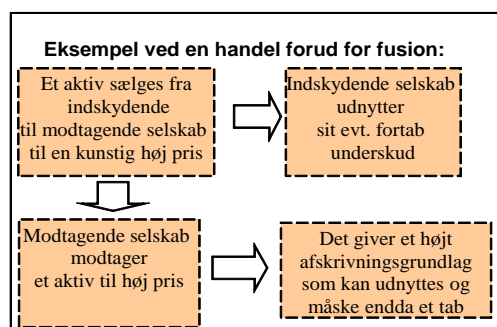 Eksempel ved en handel forud for fusion:
Et aktiv sælges fra
indskydende
til modtagende selskab
til en kunstig høj pris
Indskydende selskab
udnytter
sit evt. fortab
underskud
Modtagende selskab
modtager
et aktiv til høj pris
Det giver et højt
afskrivningsgrundlag
som kan udnyttes og
måske endda et tab